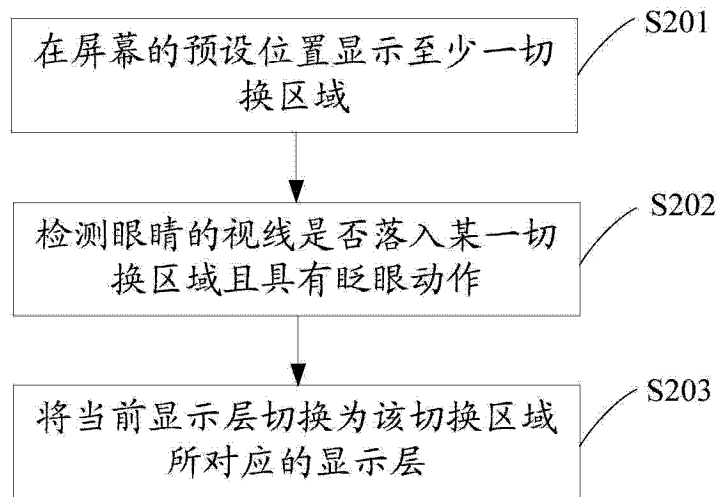 在屏幕的预设位置显示至少一切
换区域
S201
检测眼睛的视线是否落入某一切
换区域且具有眨眼动作
S202
将当前显示层切换为该切换区域
所对应的显示层
S203